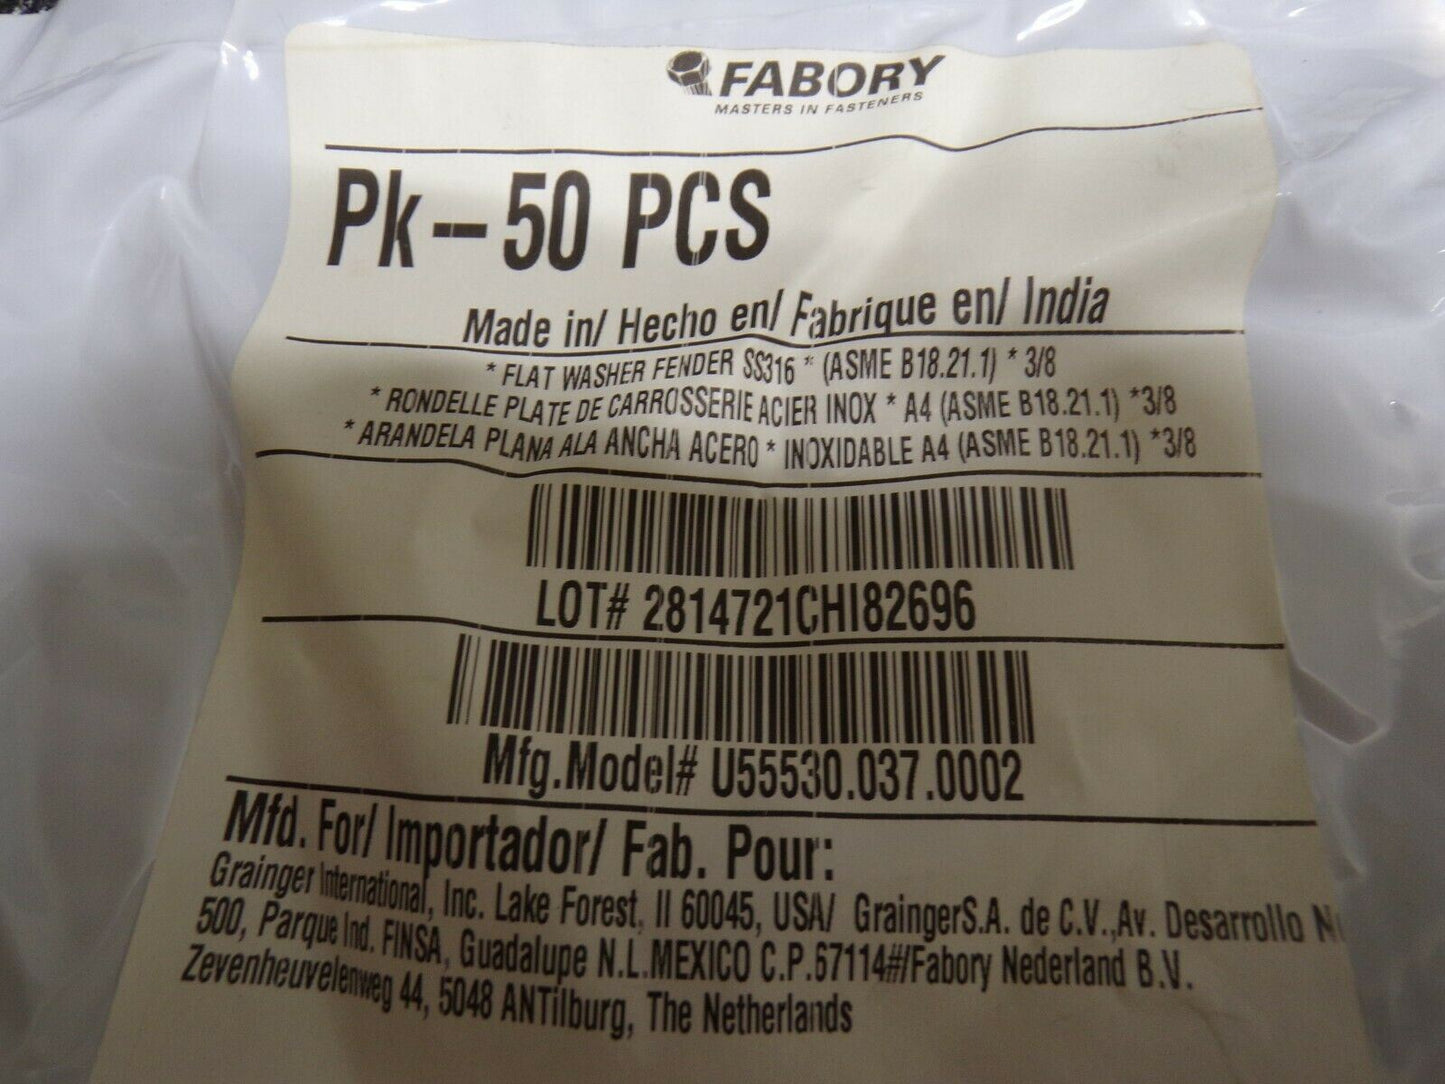 FABORY
MASTERS IN FASTENERS
Pk-50 PCS
Made in/ Hecho en/ Fabrique en/ India
* FLAT WASHER FENDER SS316 * (ASME B18.21.1) * 3/8
* RONDELLE PLATE DE CARROSSERIE ACIER INOX * A4 (ASME B18.21.1) *3/8
* ARANDELA PLANA ALA ANCHA ACERO * INOXIDABLE A4 (ASME B18.21.1) *3/8
LOT# 2814721CHI82696
Mfg.Model# U55530.037.0002
Mfd. For/ Importador/ Fab. Pour:
Grainger International, Inc. Lake Forest, Il 60045, USA/ GraingerS.A. de C.V.,Av. Desarrollo
500, Parque Ind. FINSA, Guadalupe N.L.MEXICO C.P.67114#/Fabory Nederland B.V.
Zevenheuvelenweg 44, 5048 ANTilburg, The Netherlands